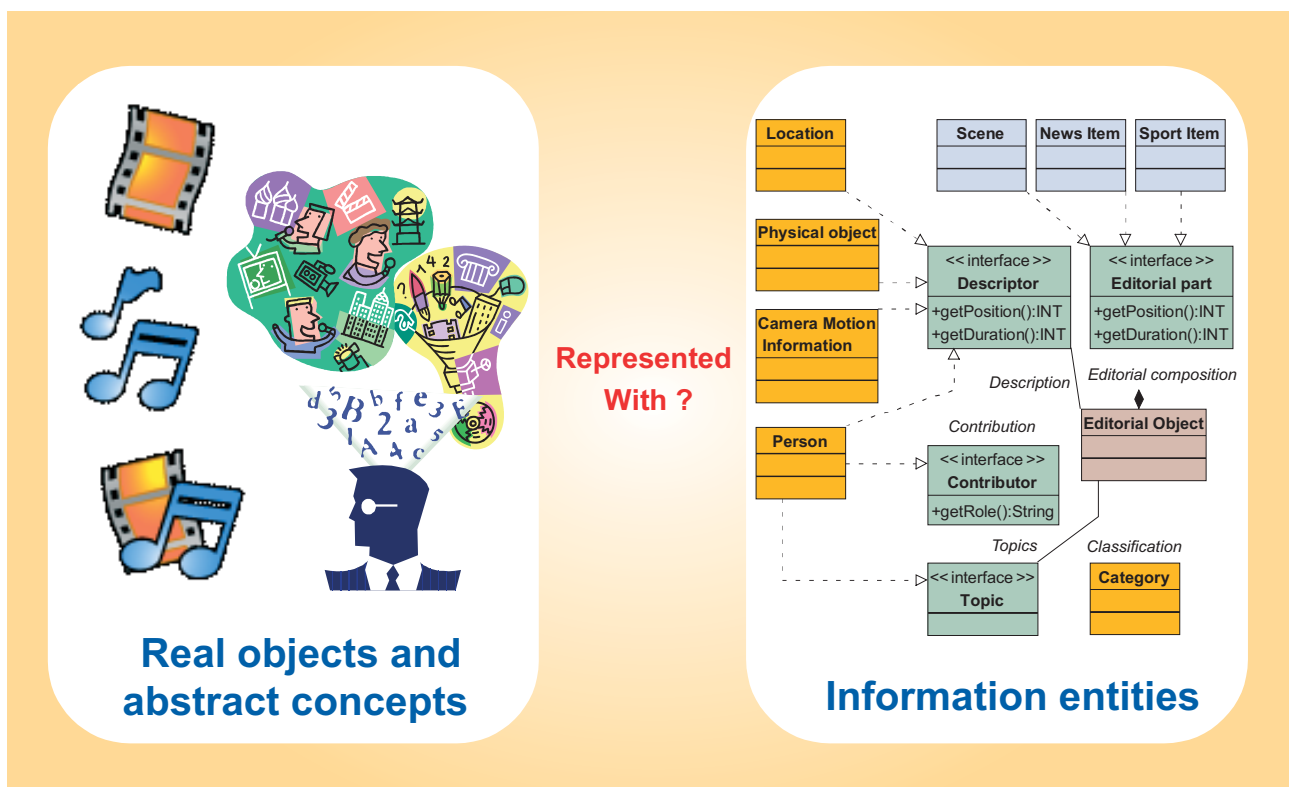 Real objects and
abstract concepts
Represented
With ?
Location
Scene
News Item
Sport Item
Physical object
<< interface >>
Descriptor
+getPosition():INT
+getDuration():INT
<< interface >>
Editorial part
+getPosition():INT
+getDuration():INT
Camera Motion
Information
Description
Editorial composition
Person
Contribution
<< interface >>
Contributor
+getRole():String
Editorial Object
Topics
Classification
<< interface >>
Topic
Category
Information entities